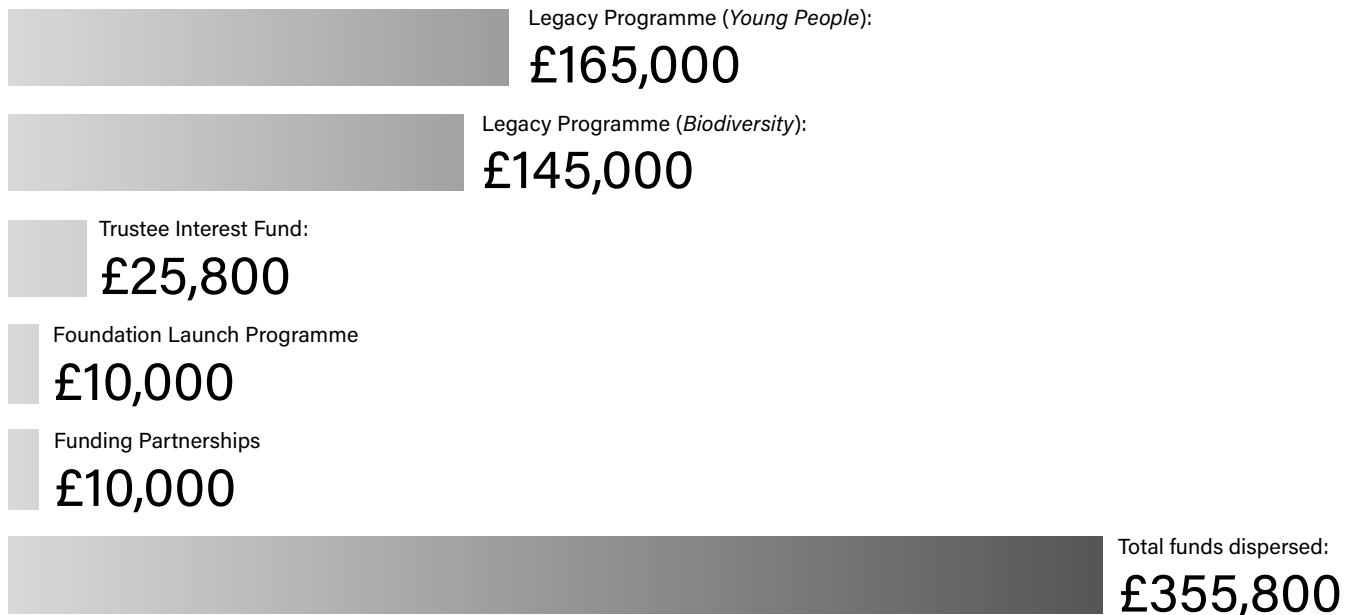 Legacy Programme (Young People):
£165,000
Legacy Programme (Biodiversity):
£145,000
Trustee Interest Fund:
£25,800
Foundation Launch Programme
£10,000
Funding Partnerships
£10,000
Total funds dispersed:
£355,800